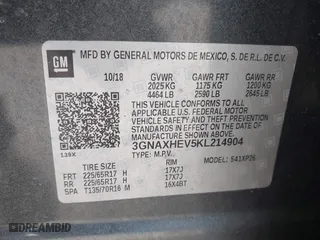 GM
MFD BY GENERAL MOTORS DE MEXICO, S. DE R.L. DE C.V.
10/18 GVWR GAWR FRT GAWR RR
2025 KG 1175 KG 1200 KG
4464 LB 2590 LB 2645 LB
THIS VEHICLE CONFORMS TO ALL
APPLICABLE U.S. FEDERAL MOTOR
VEHICLE SAFETY, BUMPER, AND THEFT
PREVENTION STANDARDS IN EFFECT ON
THE DATE OF MANUFACTURE SHOWN ABOVE.
3GNAXHEV5KL214904
TYPE: M.P.V.
TIRE SIZE RIM
FRT 225/65R17 H 17X7J
RR 225/65R17 H 17X7J
SPA T135/70R16 M 16X4BT
AUTOHELPERBOT.COM